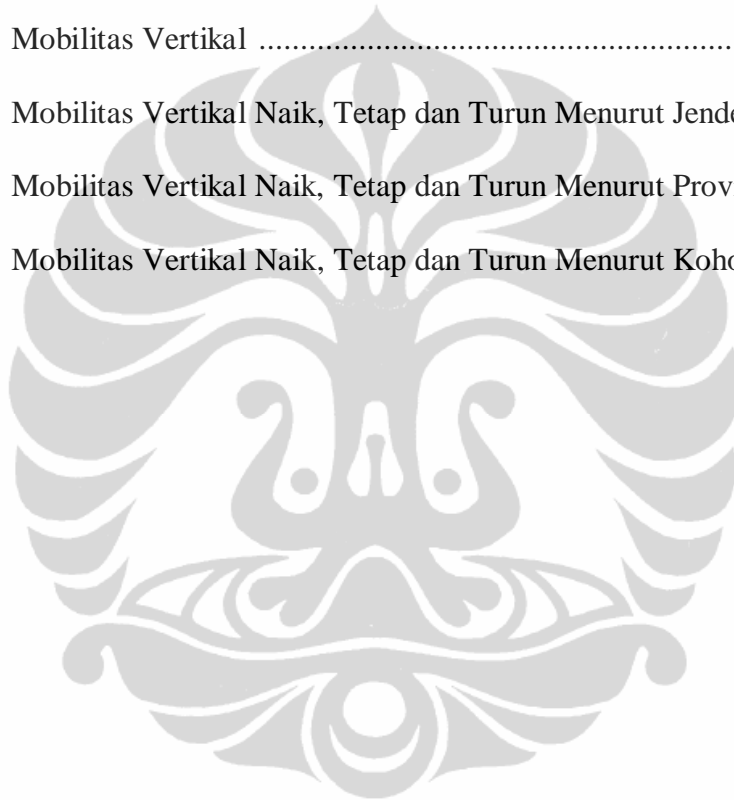 Mobilitas Vertikal ........................................................
Mobilitas Vertikal Naik, Tetap dan Turun Menurut
Mobilitas Vertikal Naik, Tetap dan Turun Menurut
Mobilitas Vertikal Naik, Tetap dan Turun Menurut